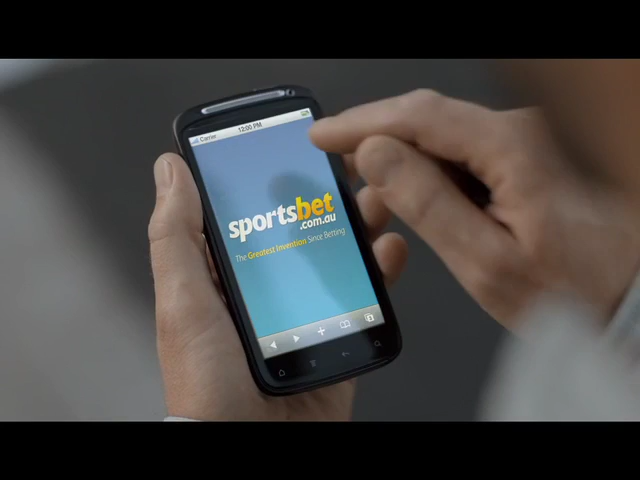 Carrier 12:00 PM
sportsbet
.com.au
The Greatest Invention Since Betting